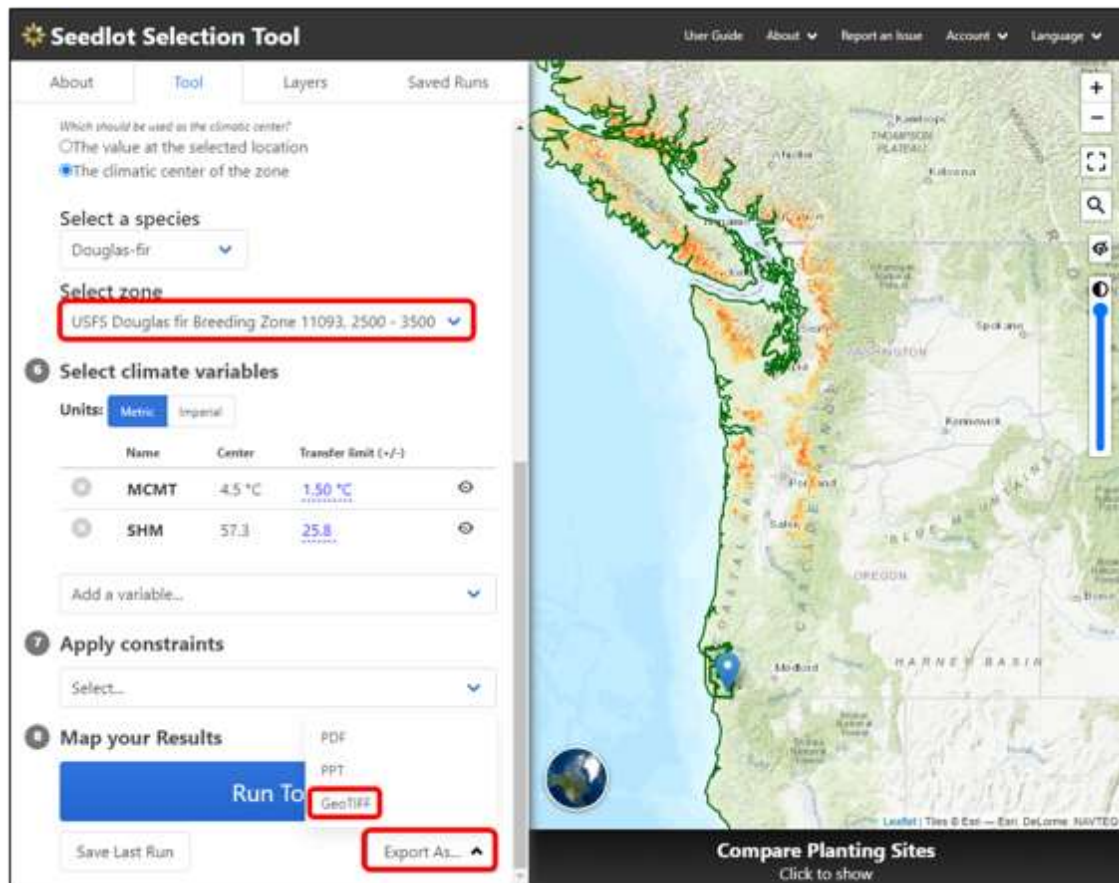 Seedlot Selection Tool
User Guide About Report an Issue Account Language
About Tool Layers Saved Runs
Which should be used as the climatic center?
The value at the selected location
The climatic center of the zone
Select a species
Douglas-fir
Select zone
USFS Douglas fir Breeding Zone 11093, 2500 - 3500
6 Select climate variables
Units: Metric Imperial
Name Center Transfer limit (+/-)
MCMT 4.5 °C 1.50 °C
SHM 57.3 25.8
Add a variable...
7 Apply constraints
Select...
8 Map your Results
PDF
PPT
GeoTIFF
Run To
Save Last Run
Export As...
+
−
Kamloops
THOMPSON
PLATEAU
Kelowna
WASHINGTON
Spokane
Kennewick
Portland
Salem
BLUE MOUNTAINS
COASTAL
CASCADE RANGE
OREGON
HARNEY BASIN
Medford
Leaflet | Tiles © Esri — Esri, DeLorme, NAVTEQ
Compare Planting Sites
Click to show